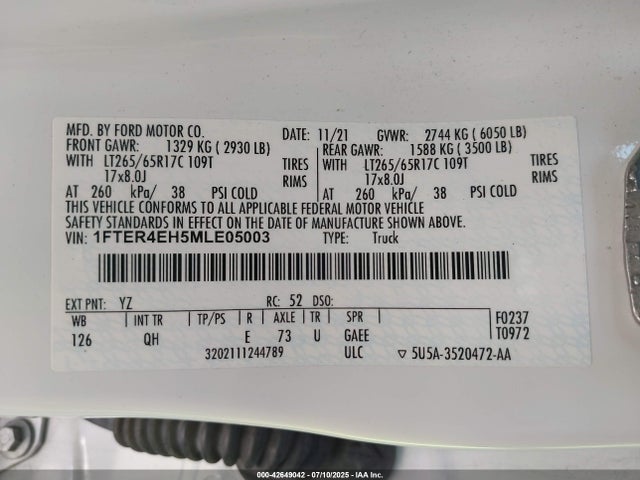 MFD. BY FORD MOTOR CO. DATE: 11/21 GVWR: 2744 KG ( 6050 LB)
FRONT GAWR: 1329 KG ( 2930 LB) REAR GAWR: 1588 KG ( 3500 LB)
WITH LT265/65R17C 109T TIRES WITH LT265/65R17C 109T TIRES
17x8.0J RIMS 17x8.0J RIMS
AT 260 kPa/ 38 PSI COLD AT 260 kPa/ 38 PSI COLD
THIS VEHICLE CONFORMS TO ALL APPLICABLE FEDERAL MOTOR VEHICLE
SAFETY STANDARDS IN EFFECT ON THE DATE OF MANUFACTURE SHOWN ABOVE.
VIN: 1FTER4EH5MLE05003 TYPE: Truck
EXT PNT: YZ RC: 52 DSO:
WB INT TR TP/PS R AXLE TR SPR F0237
126 QH E 73 U GAEE T0972
3202111244789 ULC ▽ 5U5A-3520472-AA
000-42649042 - 07/10/2025 - IAA Inc.